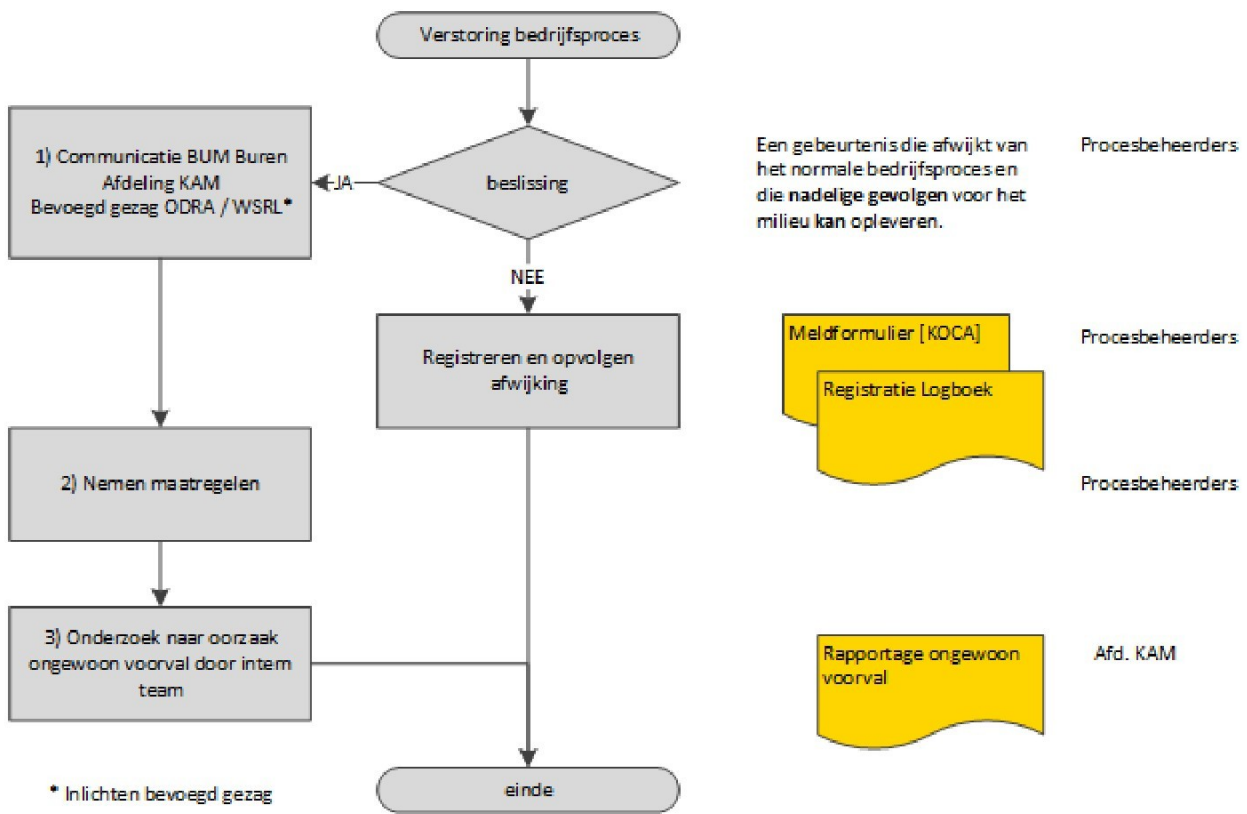 Verstoring bedrijfsproces
1) Communicatie BUM Buren
Afdeling KAM
Bevoegd gezag ODRA / WSRL*
JA
beslissing
Een gebeurtenis die afwijkt van
het normale bedrijfsproces en
die nadelige gevolgen voor het
milieu kan opleveren.
Procesbeheerders
NEE
Registreren en opvolgen
afwijking
Meldformulier [KOCA]
Registratie Logboek
Procesbeheerders
2) Nemen maatregelen
Procesbeheerders
3) Onderzoek naar oorzaak
ongewoon voorval door intern
team
Rapportage ongewoon
voorval
Afd. KAM
* Inlichten bevoegd gezag
einde